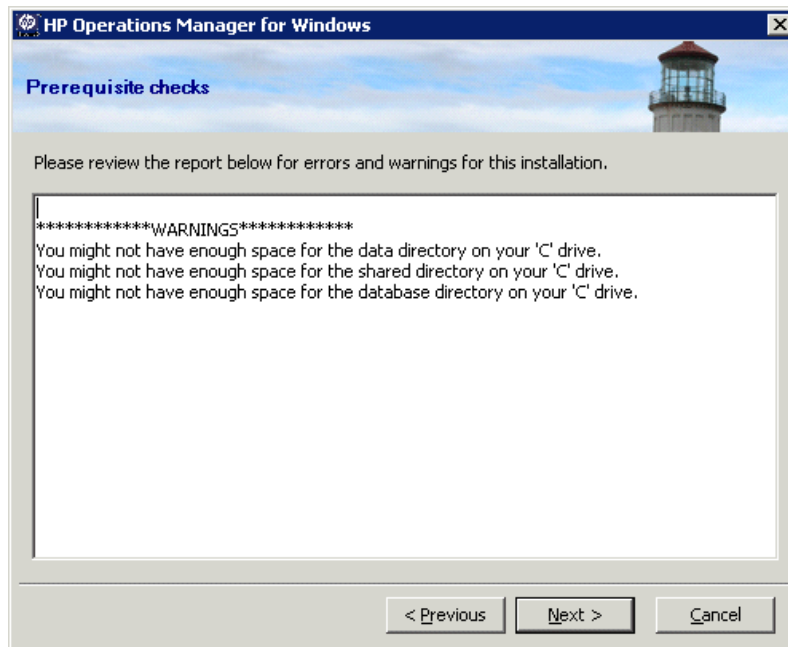 HP Operations Manager for Windows
Prerequisite checks
Please review the report below for errors and warnings for this installation.
************WARNINGS************
You might not have enough space for the data directory on your 'C' drive.
You might not have enough space for the shared directory on your 'C' drive.
You might not have enough space for the database directory on your 'C' drive.
< Previous
Next >
Cancel